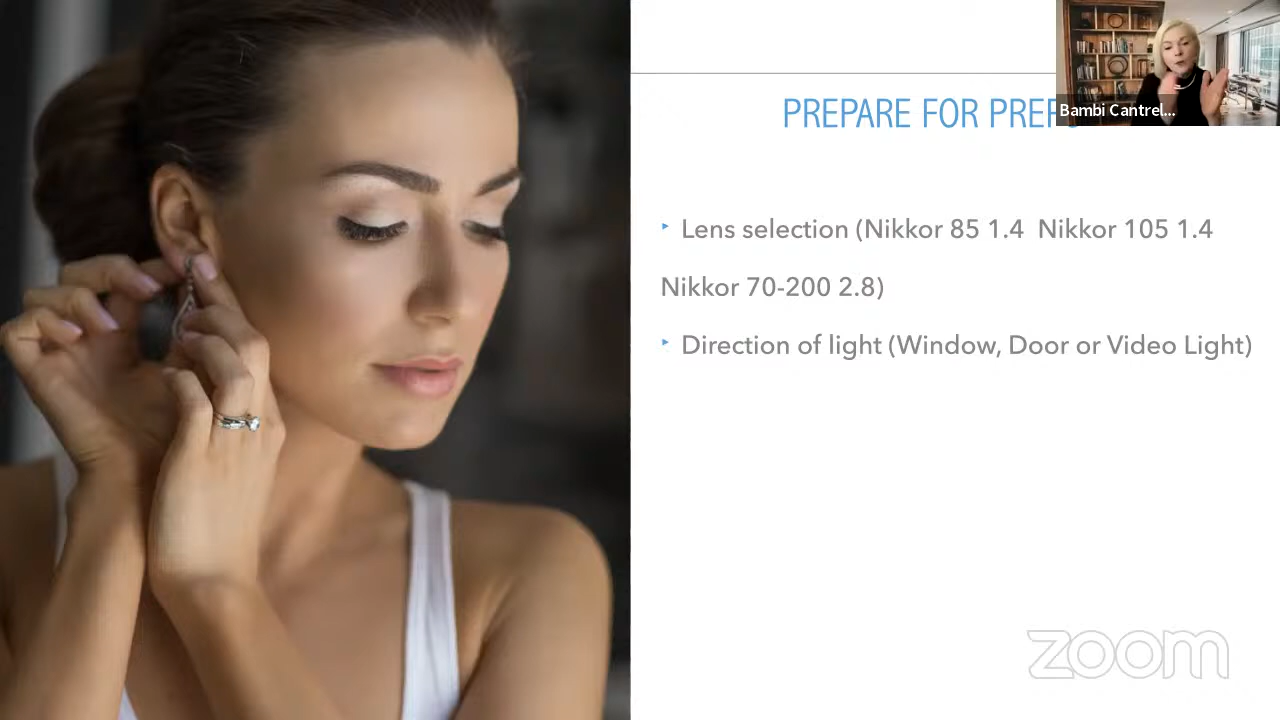 PREPARE FOR PREP
Bambi Cantrel...
‣ Lens selection (Nikkor 85 1.4 Nikkor 105 1.4
Nikkor 70-200 2.8)
‣ Direction of light (Window, Door or Video Light)
zoom